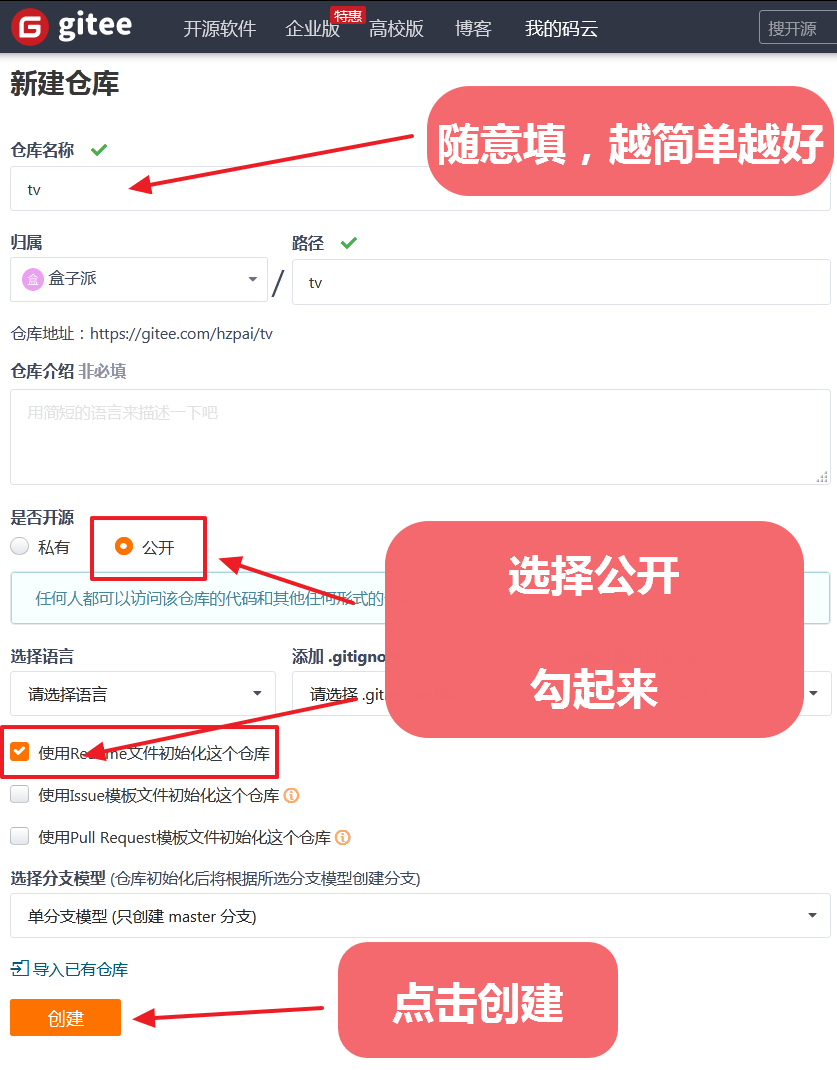 gitee 开源软件 企业版 特惠 高校版 博客 我的码云 搜开源
新建仓库
仓库名称
随意填，越简单越好
tv
归属 路径
盒 盒子派 / tv
仓库地址：https://gitee.com/hzpai/tv
仓库介绍 非必填
用简短的语言来描述一下吧
是否开源
私有 公开
选择公开
任何人都可以访问该仓库的代码和其他任何形式的
选择语言 添加 .gitigno
请选择语言 请选择 .git
勾起来
使用Readme文件初始化这个仓库
使用Issue模板文件初始化这个仓库
使用Pull Request模板文件初始化这个仓库
选择分支模型 (仓库初始化后将根据所选分支模型创建分支)
单分支模型 (只创建 master 分支)
导入已有仓库
点击创建
创建